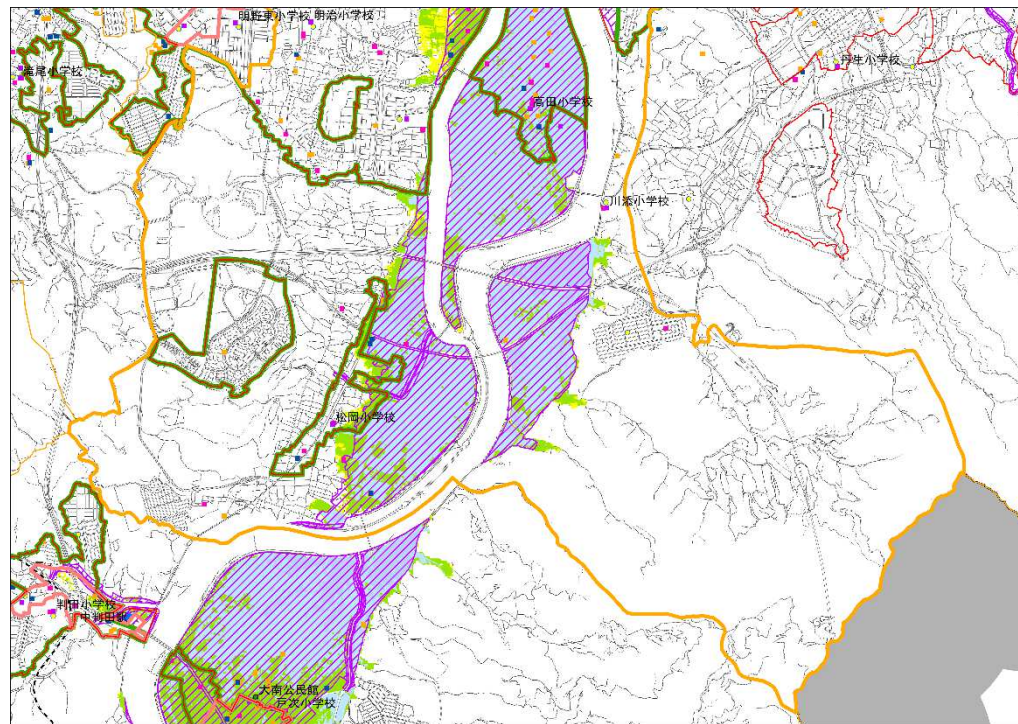 明野東小学校
明治小学校
滝尾小学校
丹生小学校
高田小学校
川添小学校
松岡小学校
判田小学校
中判田駅
大南公民館
戸次小学校